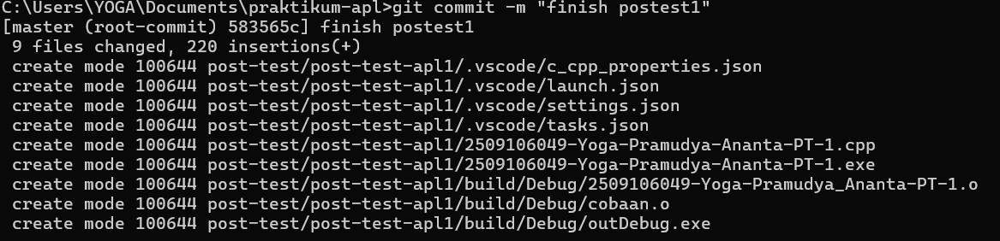 C:\Users\YOGA\Documents\praktikum-apl>git commit -m "finish postest1"
[master (root-commit) 583565c] finish postest1
 9 files changed, 220 insertions(+)
 create mode 100644 post-test/post-test-apl1/.vscode/c_cpp_properties.json
 create mode 100644 post-test/post-test-apl1/.vscode/launch.json
 create mode 100644 post-test/post-test-apl1/.vscode/settings.json
 create mode 100644 post-test/post-test-apl1/.vscode/tasks.json
 create mode 100644 post-test/post-test-apl1/2509106049-Yoga-Pramudya-Ananta-PT-1.cpp
 create mode 100644 post-test/post-test-apl1/2509106049-Yoga-Pramudya-Ananta-PT-1.exe
 create mode 100644 post-test/post-test-apl1/build/Debug/2509106049-Yoga-Pramudya_Ananta-PT-1.o
 create mode 100644 post-test/post-test-apl1/build/Debug/cobaan.o
 create mode 100644 post-test/post-test-apl1/build/Debug/outDebug.exe